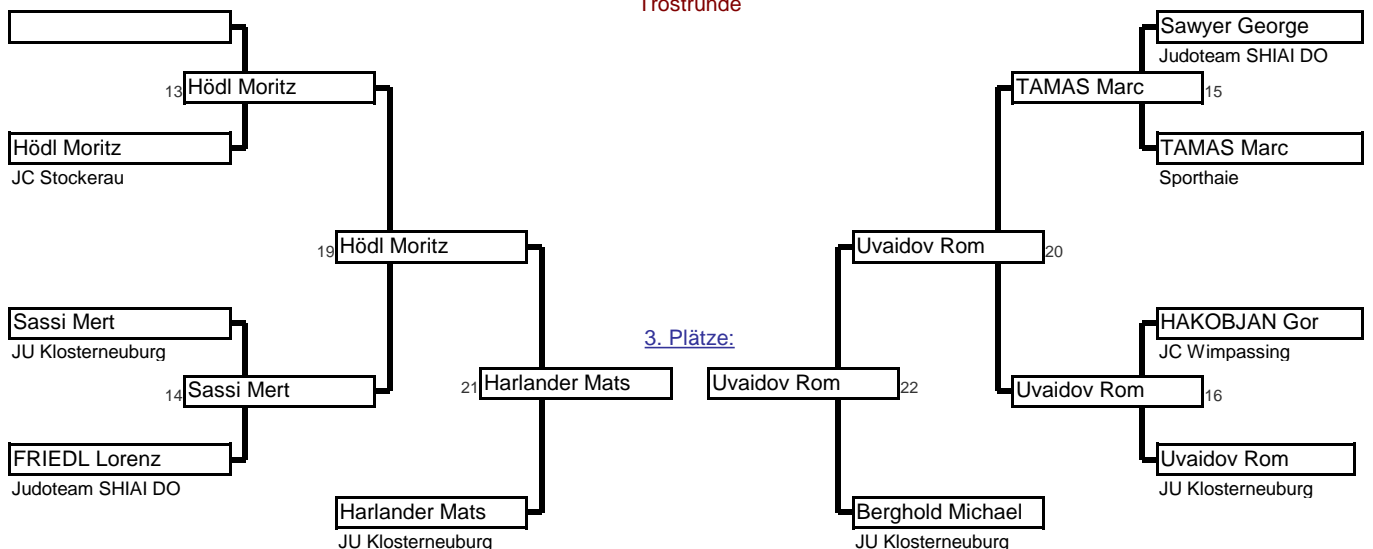 Trostrunde
Sawyer George
Judoteam SHIAI DO
13 Hödl Moritz
TAMAS Marc 15
Hödl Moritz
JC Stockerau
TAMAS Marc
Sporthaie
19 Hödl Moritz
Uvaidov Rom 20
Sassi Mert
JU Klosterneuburg
3. Plätze:
HAKOBJAN Gor
JC Wimpassing
14 Sassi Mert
21 Harlander Mats
Uvaidov Rom 22
Uvaidov Rom 16
FRIEDL Lorenz
Judoteam SHIAI DO
Uvaidov Rom
JU Klosterneuburg
Harlander Mats
JU Klosterneuburg
Berghold Michael
JU Klosterneuburg